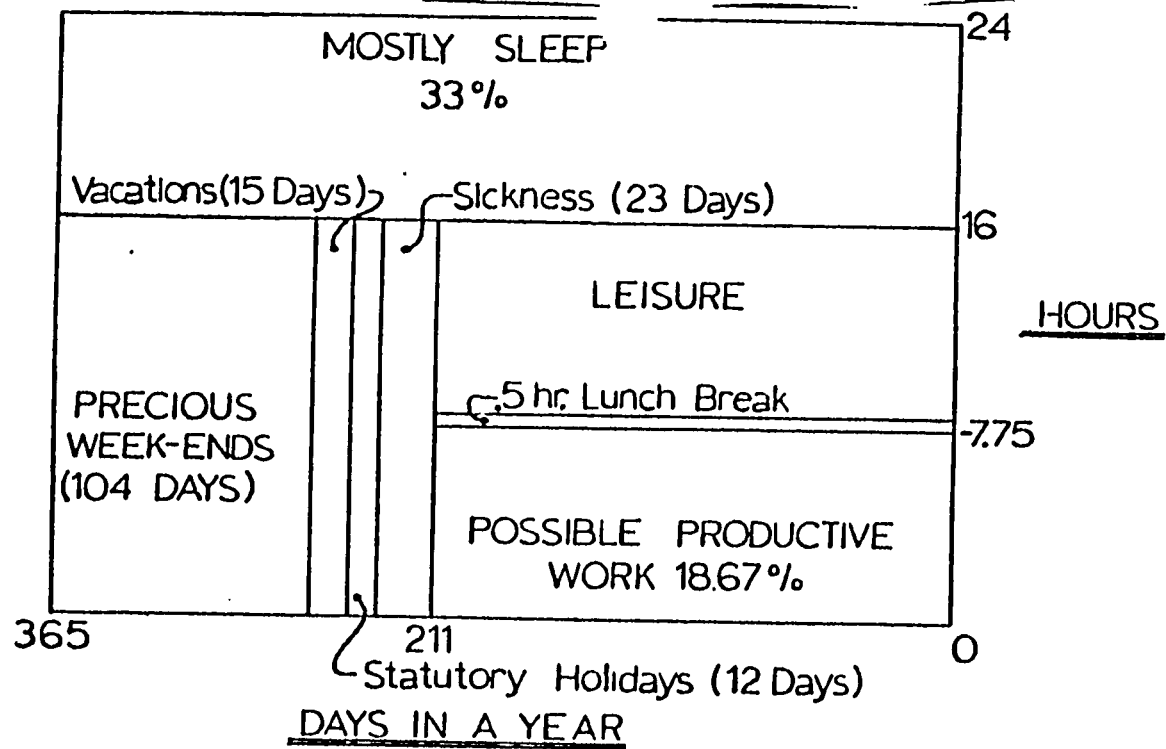 24
MOSTLY SLEEP
33%
Vacations (15 Days)
Sickness (23 Days)
16
LEISURE
HOURS
.5 hr. Lunch Break
-7.75
PRECIOUS
WEEK-ENDS
(104 DAYS)
POSSIBLE PRODUCTIVE
WORK 18.67%
365
211
0
Statutory Holidays (12 Days)
DAYS IN A YEAR